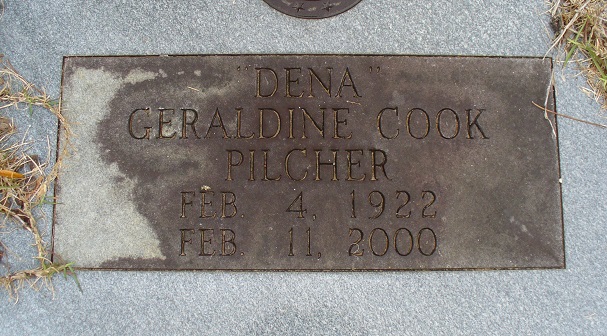 "DENA"
GERALDINE COOK
PILCHER
FEB. 4, 1922
FEB. 11, 2000